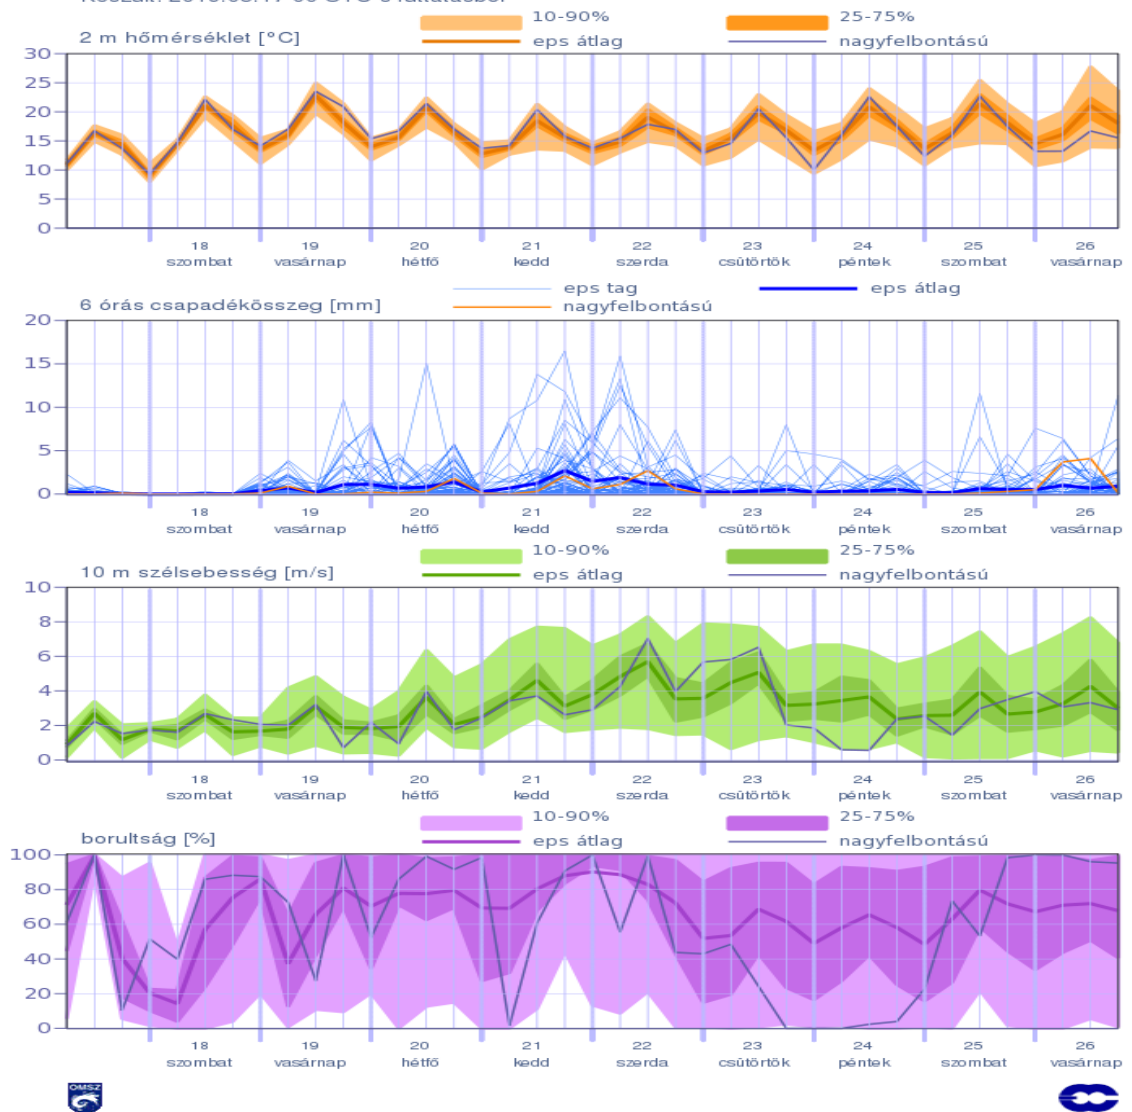 10-90% 25-75%
2 m hőmérséklet [°C] eps átlag nagyfelbontású
30
25
20
15
10
5
0
18 19 20 21 22 23 24 25 26
szombat vasárnap hétfő kedd szerda csütörtök péntek szombat vasárnap
eps tag eps átlag
6 órás csapadékösszeg [mm] nagyfelbontású
20
15
10
5
0
18 19 20 21 22 23 24 25 26
szombat vasárnap hétfő kedd szerda csütörtök péntek szombat vasárnap
10-90% 25-75%
10 m szélsebesség [m/s] eps átlag nagyfelbontású
10
8
6
4
2
0
18 19 20 21 22 23 24 25 26
szombat vasárnap hétfő kedd szerda csütörtök péntek szombat vasárnap
10-90% 25-75%
borultság [%] eps átlag nagyfelbontású
100
80
60
40
20
0
18 19 20 21 22 23 24 25 26
szombat vasárnap hétfő kedd szerda csütörtök péntek szombat vasárnap
OMSZ